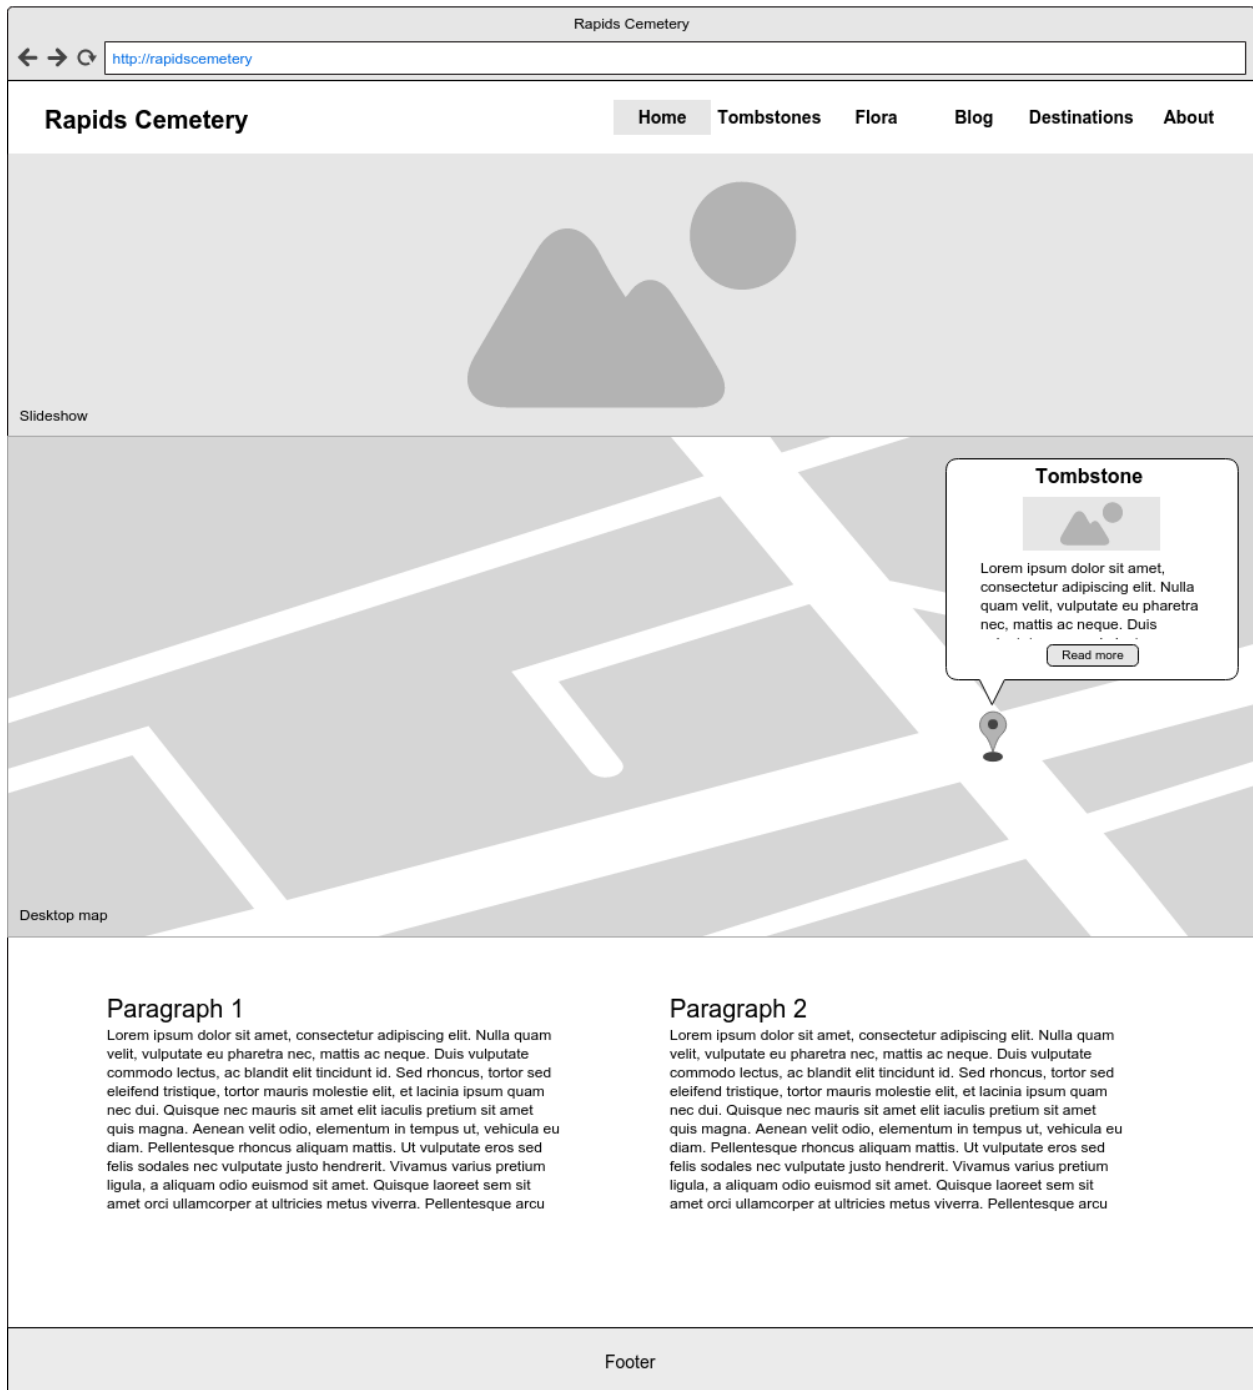 Rapids Cemetery
http://rapidscemetery
Rapids Cemetery
Home Tombstones Flora Blog Destinations About
Slideshow
Tombstone
Lorem ipsum dolor sit amet,
consectetur adipiscing elit. Nulla
quam velit, vulputate eu pharetra
nec, mattis ac neque. Duis
Read more
Desktop map
Paragraph 1
Lorem ipsum dolor sit amet, consectetur adipiscing elit. Nulla quam
velit, vulputate eu pharetra nec, mattis ac neque. Duis vulputate
commodo lectus, ac blandit elit tincidunt id. Sed rhoncus, tortor sed
eleifend tristique, tortor mauris molestie elit, et lacinia ipsum quam
nec dui. Quisque nec mauris sit amet elit iaculis pretium sit amet
quis magna. Aenean velit odio, elementum in tempus ut, vehicula eu
diam. Pellentesque rhoncus aliquam mattis. Ut vulputate eros sed
felis sodales nec vulputate justo hendrerit. Vivamus varius pretium
ligula, a aliquam odio euismod sit amet. Quisque laoreet sem sit
amet orci ullamcorper at ultricies metus viverra. Pellentesque arcu
Paragraph 2
Lorem ipsum dolor sit amet, consectetur adipiscing elit. Nulla quam
velit, vulputate eu pharetra nec, mattis ac neque. Duis vulputate
commodo lectus, ac blandit elit tincidunt id. Sed rhoncus, tortor sed
eleifend tristique, tortor mauris molestie elit, et lacinia ipsum quam
nec dui. Quisque nec mauris sit amet elit iaculis pretium sit amet
quis magna. Aenean velit odio, elementum in tempus ut, vehicula eu
diam. Pellentesque rhoncus aliquam mattis. Ut vulputate eros sed
felis sodales nec vulputate justo hendrerit. Vivamus varius pretium
ligula, a aliquam odio euismod sit amet. Quisque laoreet sem sit
amet orci ullamcorper at ultricies metus viverra. Pellentesque arcu
Footer